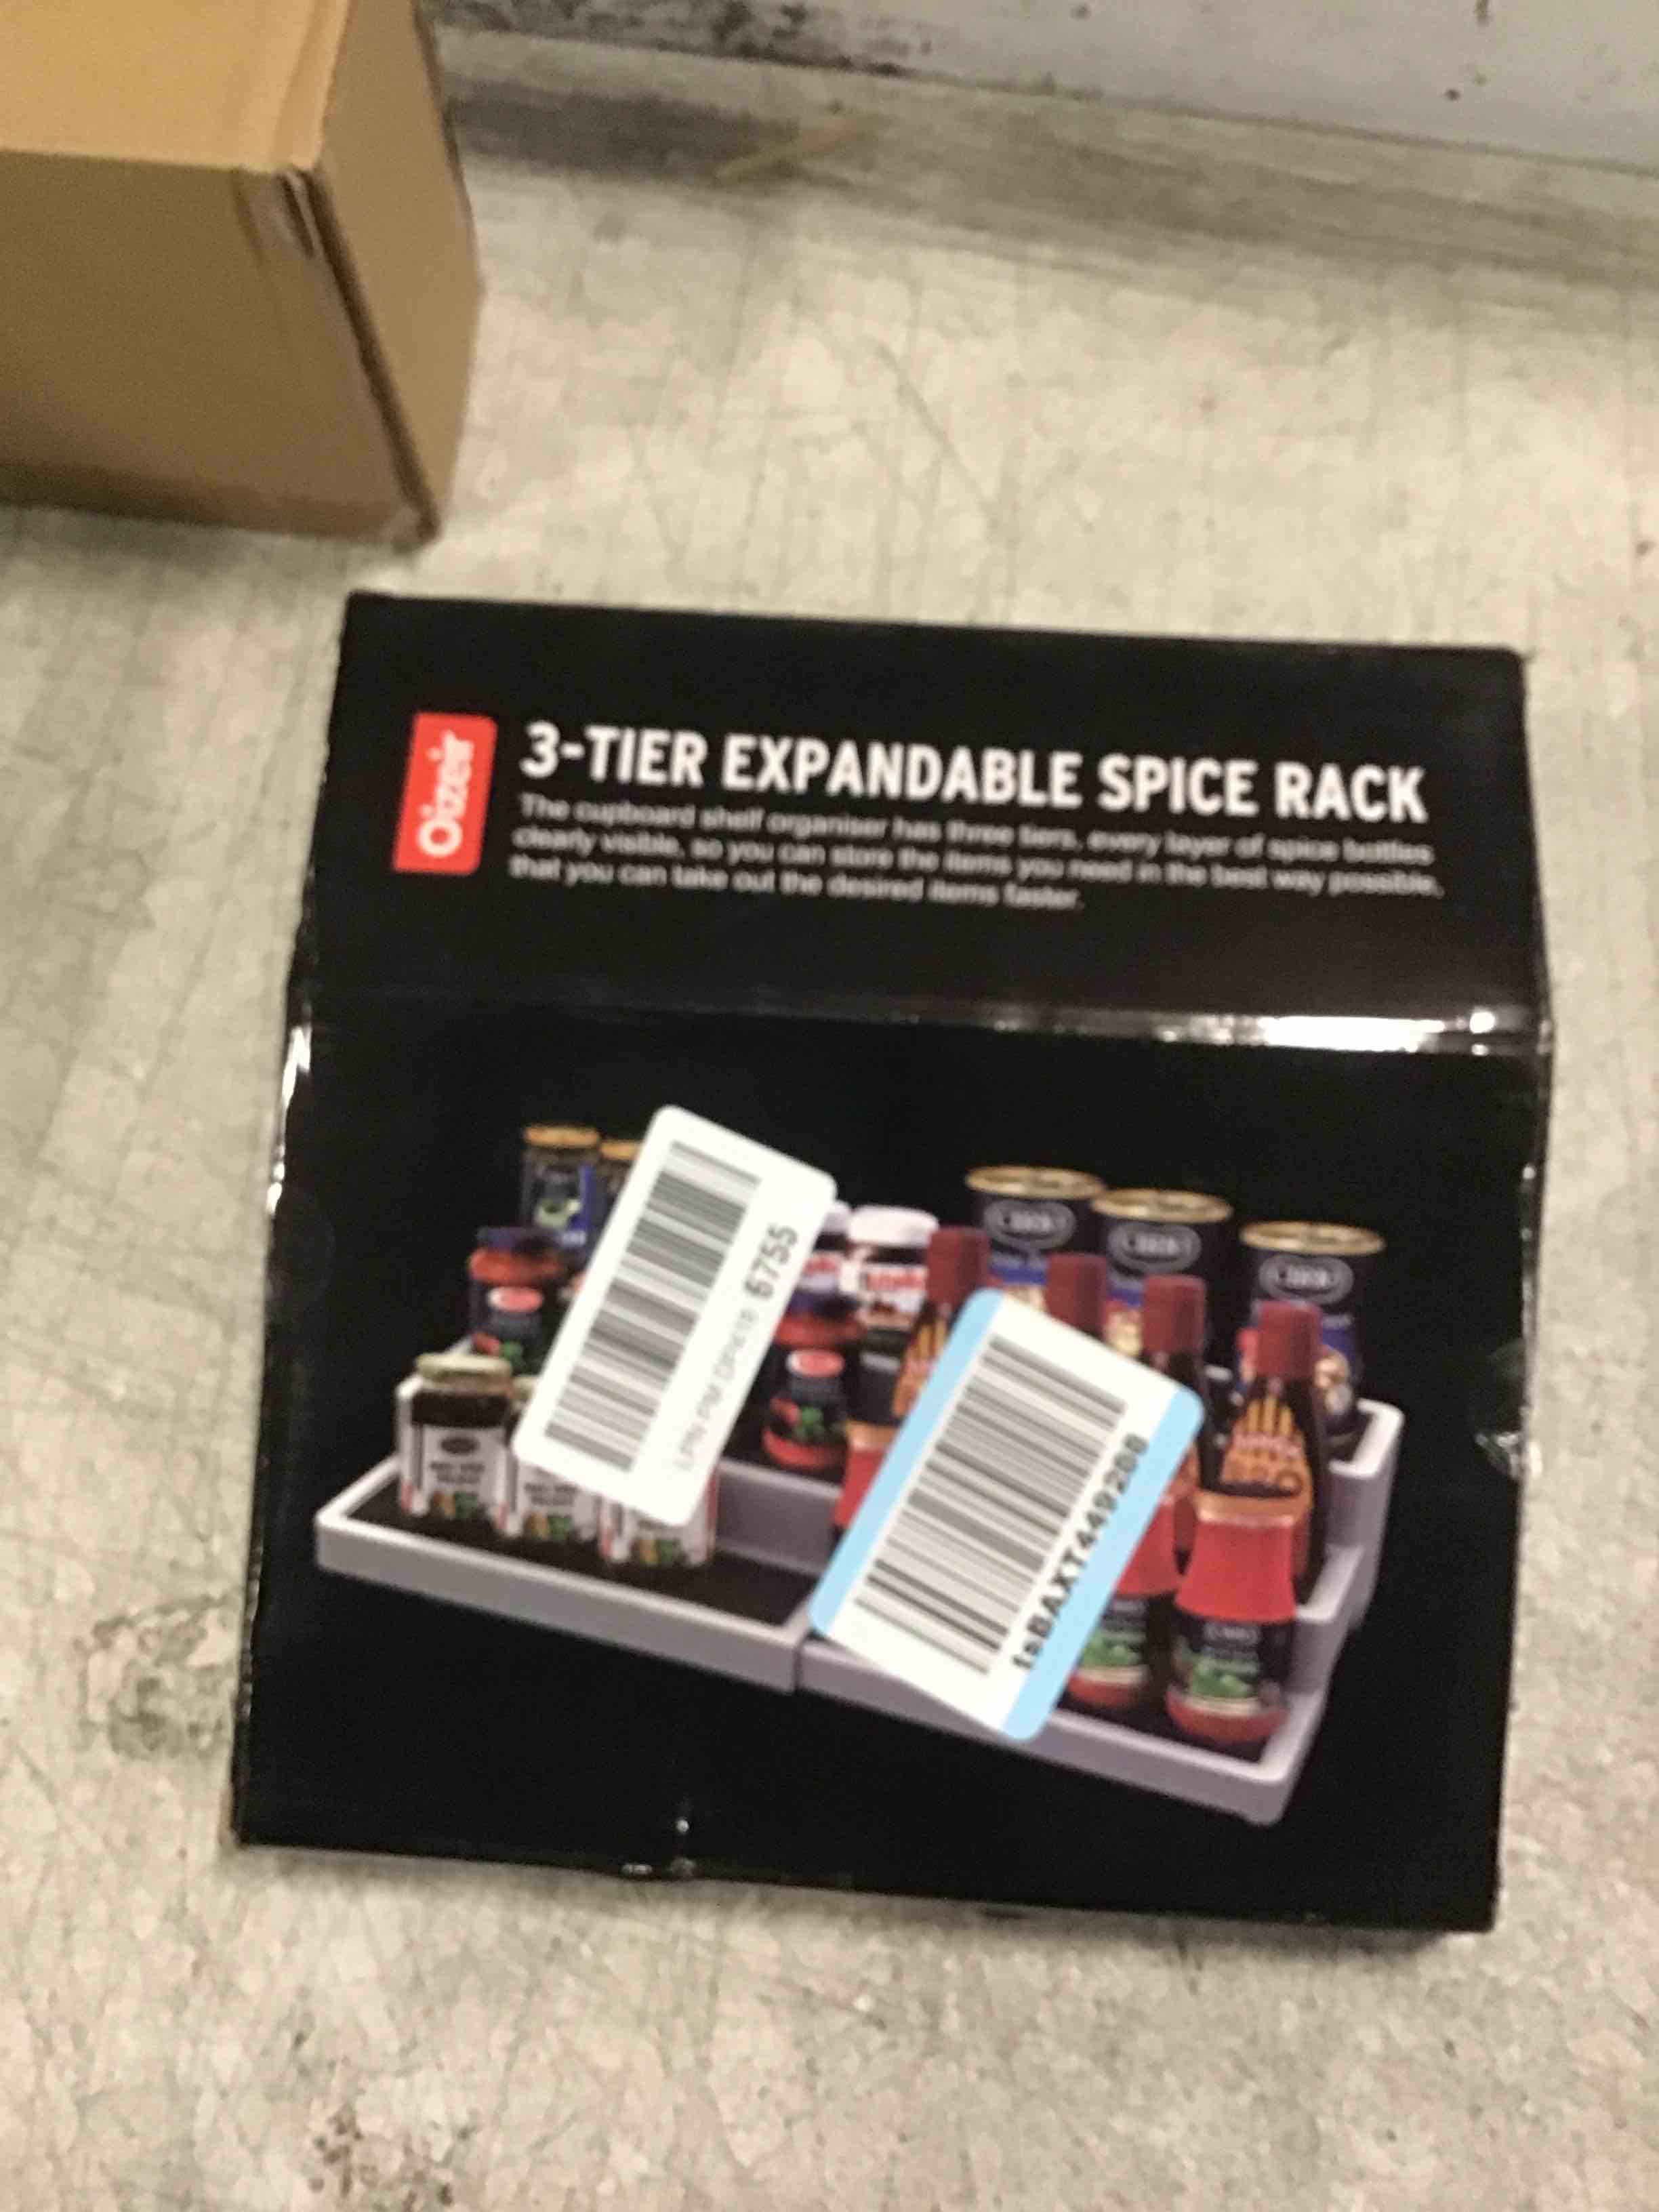 O'izeir
3-TIER EXPANDABLE SPICE RACK
The cupboard shelf organiser has three tiers, every layer of spice bottles
clearly visible, so you can store the items you need in the best way possible,
that you can take out the desired items faster.
6755
tsBAXT449200